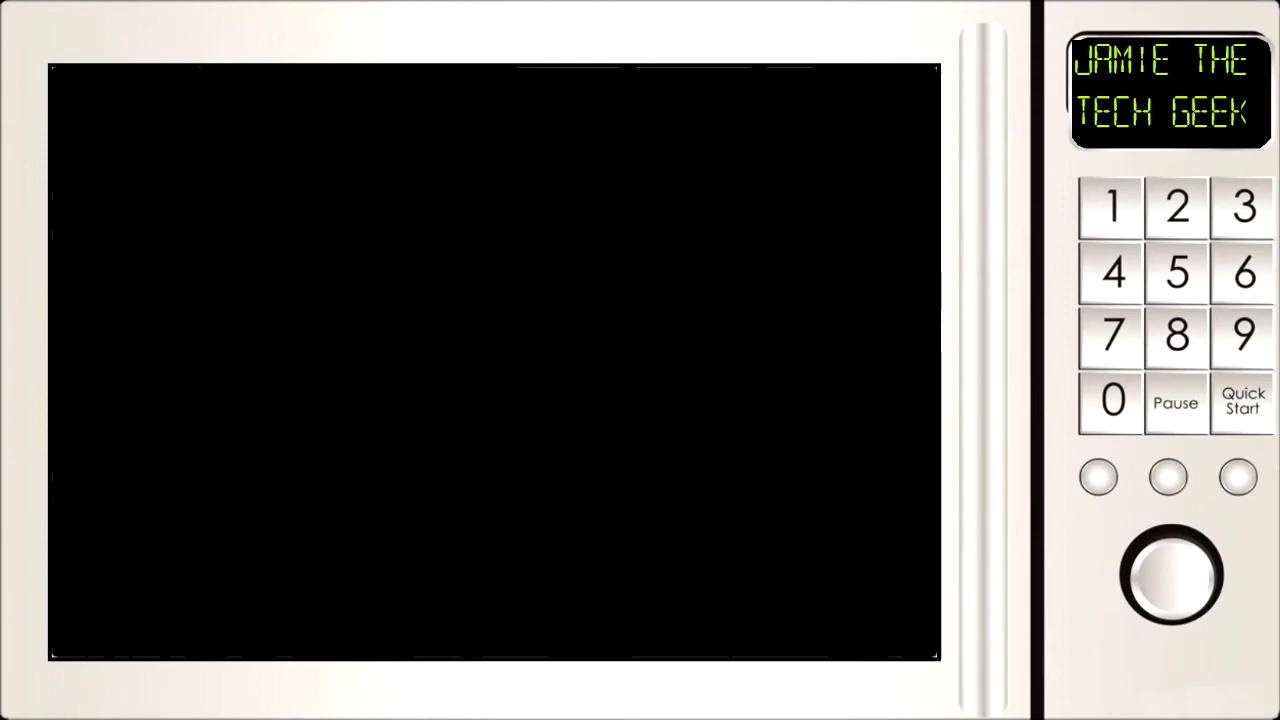 JAMIE THE
TECH GEEK
1 2 3
4 5 6
7 8 9
0 Pause Quick
Start